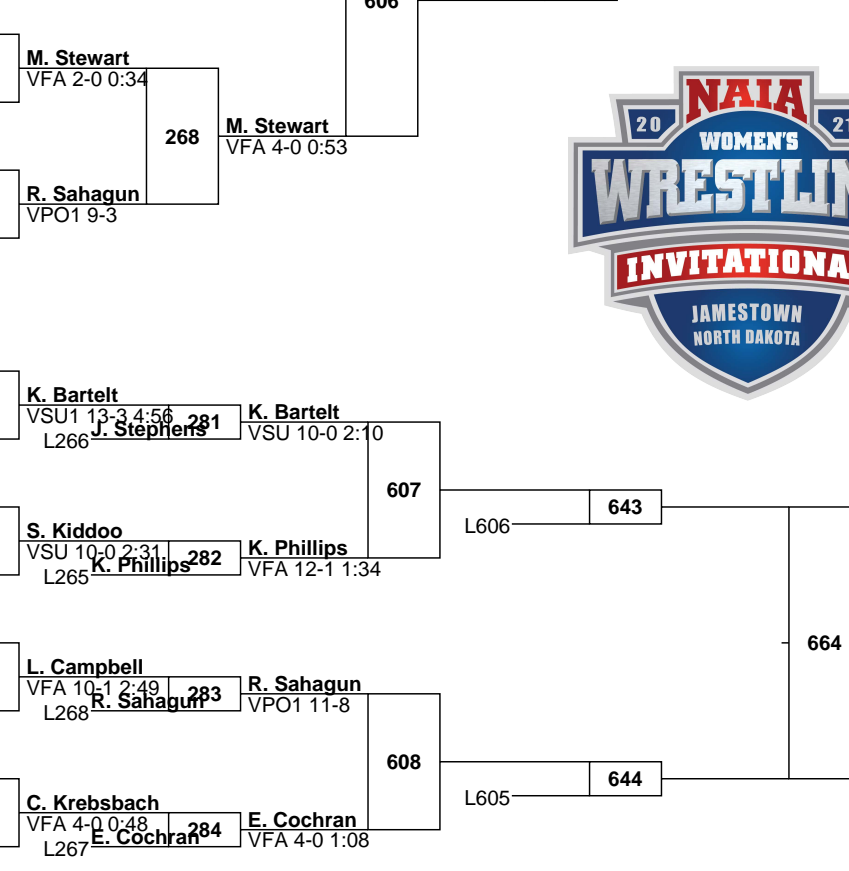 606
M. Stewart
VFA 2-0 0:34
268
M. Stewart
VFA 4-0 0:53
R. Sahagun
VPO1 9-3
NAIA
20 21
WOMEN'S
WRESTLIN
INVITATIONA
JAMESTOWN
NORTH DAKOTA
K. Bartelt
VSU1 13-3 4:56
L266 J. Stephens
281
K. Bartelt
VSU 10-0 2:10
607
L606
643
S. Kiddoo
VSU 10-0 2:31
L265 K. Phillips
282
K. Phillips
VFA 12-1 1:34
664
L. Campbell
VFA 10-1 2:49
L268 R. Sahagun
283
R. Sahagun
VPO1 11-8
608
L605
644
C. Krebsbach
VFA 4-0 0:48
L267 E. Cochran
284
E. Cochran
VFA 4-0 1:08